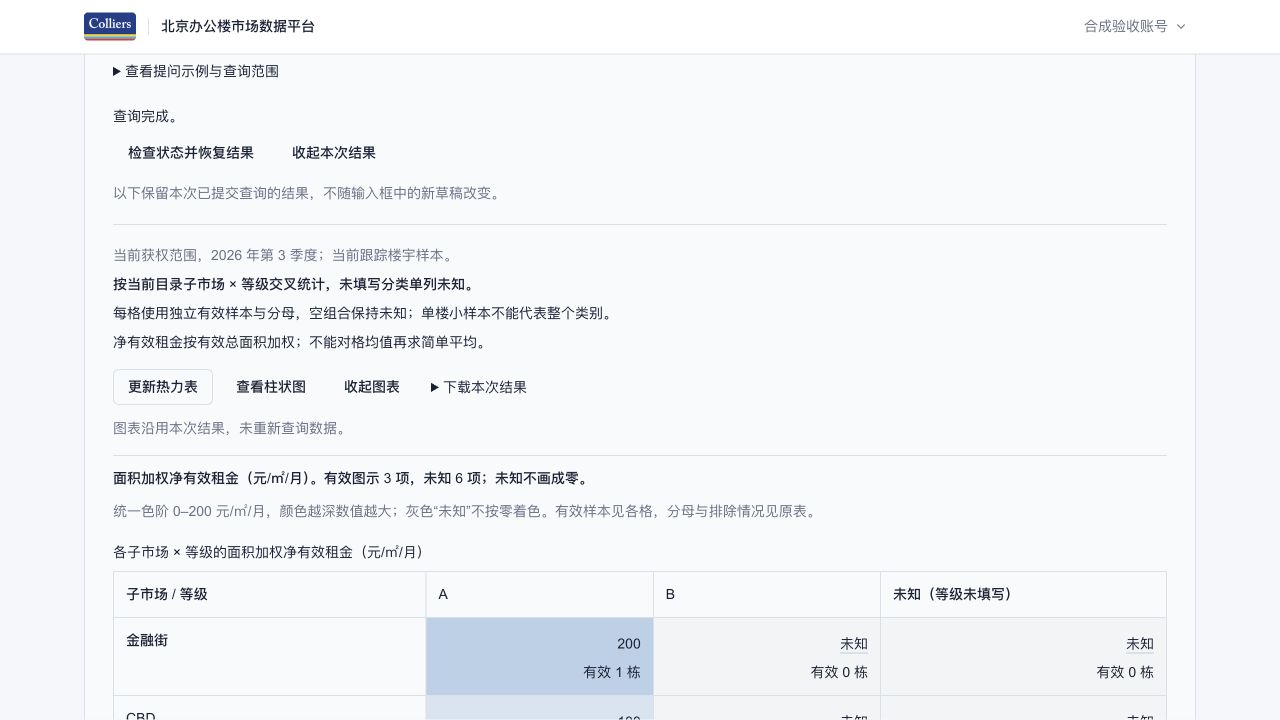 Colliers
北京办公楼市场数据平台
合成验收账号
查看提问示例与查询范围
查询完成。
检查状态并恢复结果 收起本次结果
以下保留本次已提交查询的结果，不随输入框中的新草稿改变。
当前获权范围，2026 年第 3 季度；当前跟踪楼宇样本。
按当前目录子市场 × 等级交叉统计，未填写分类单列未知。
每格使用独立有效样本与分母，空组合保持未知；单楼小样本不能代表整个类别。
净有效租金按有效总面积加权；不能对格均值再求简单平均。
更新热力表 查看柱状图 收起图表 下载本次结果
图表沿用本次结果，未重新查询数据。
面积加权净有效租金（元/㎡/月）。有效图示 3 项，未知 6 项；未知不画成零。
统一色阶 0–200 元/㎡/月，颜色越深数值越大；灰色“未知”不按零着色。有效样本见各格，分母与排除情况见原表。
各子市场 × 等级的面积加权净有效租金（元/㎡/月）
子市场 / 等级 A B 未知（等级未填写）
金融街 200 未知 未知
有效 1 栋 有效 0 栋 有效 0 栋
CBD 未知 未知